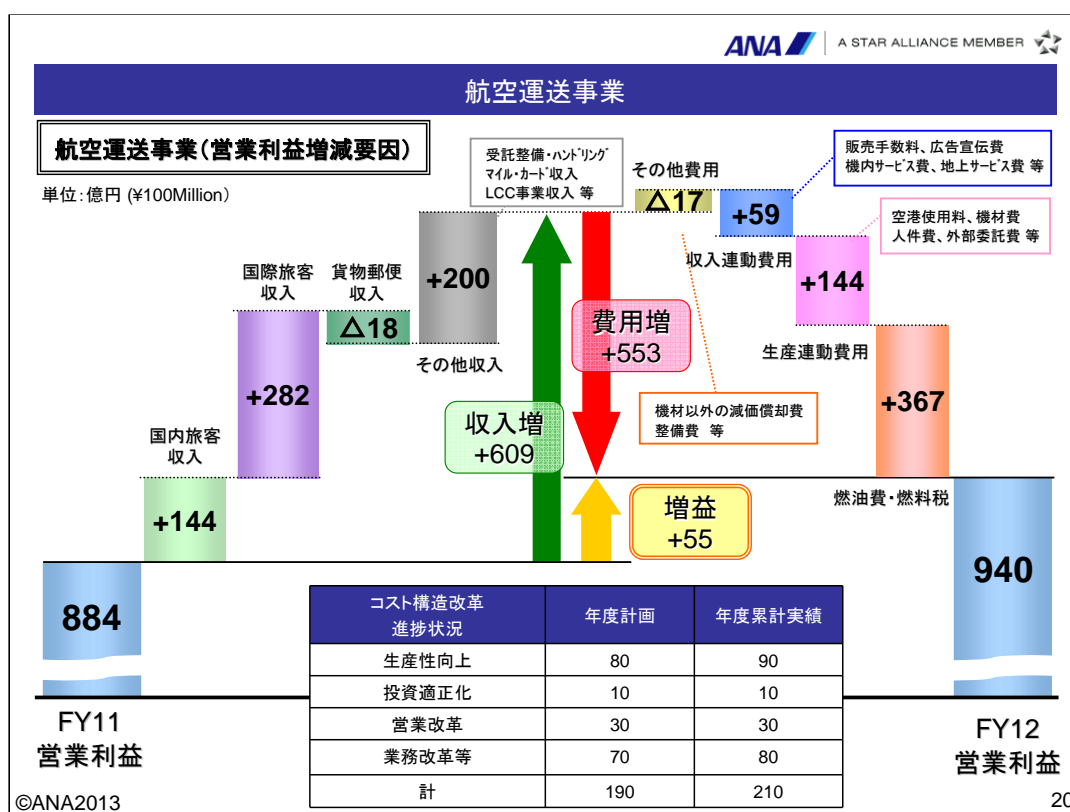 ANA
A STAR ALLIANCE MEMBER
航空運送事業
航空運送事業(営業利益増減要因)
単位:億円 (¥100Million)
受託整備・ハンドリング
マイル・カード収入
LCC事業収入 等
その他費用
販売手数料、広告宣伝費
機内サービス費、地上サービス費 等
△17
+59
空港使用料、機材費
人件費、外部委託費 等
収入連動費用
国際旅客
収入
貨物郵便
収入
+200
+144
△18
費用増
+553
生産連動費用
その他収入
+282
+367
機材以外の減価償却費
整備費 等
収入増
+609
国内旅客
収入
燃油費・燃料税
+144
増益
+55
884
940
コスト構造改革
進捗状況
年度計画
年度累計実績
生産性向上 80 90
投資適正化 10 10
営業改革 30 30
業務改革等 70 80
計 190 210
FY11
営業利益
FY12
営業利益
©ANA2013
20